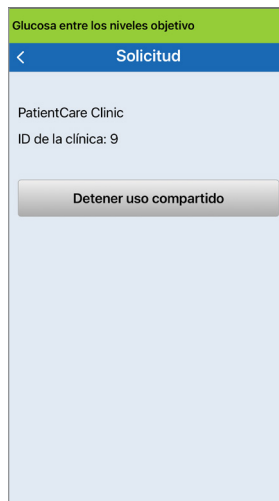 Glucosa entre los niveles objetivo
Solicitud
PatientCare Clinic
ID de la clínica: 9
Detener uso compartido